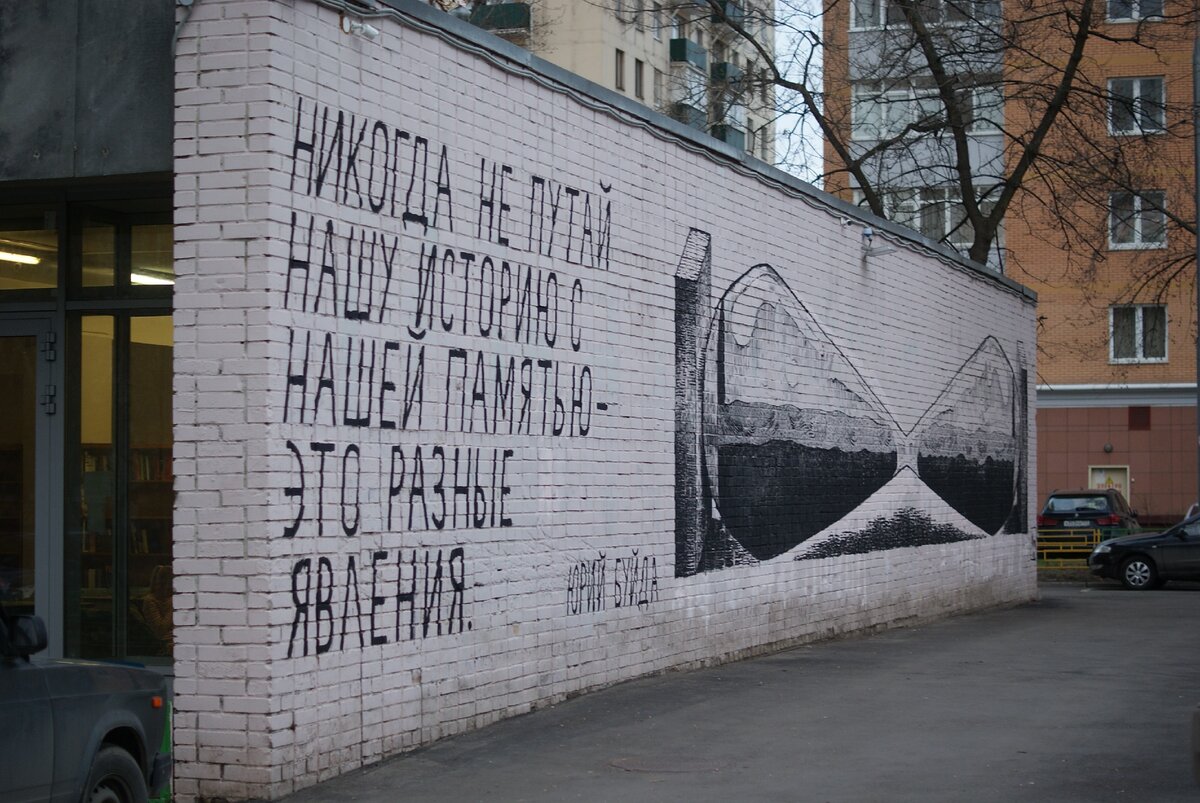 НИКОГДА НЕ ПУТАЙ
НАШУ ИСТОРИЮ С
НАШЕЙ ПАМЯТЬЮ –
ЭТО РАЗНЫЕ
ЯВЛЕНИЯ.
ЮРИЙ БУЙДА